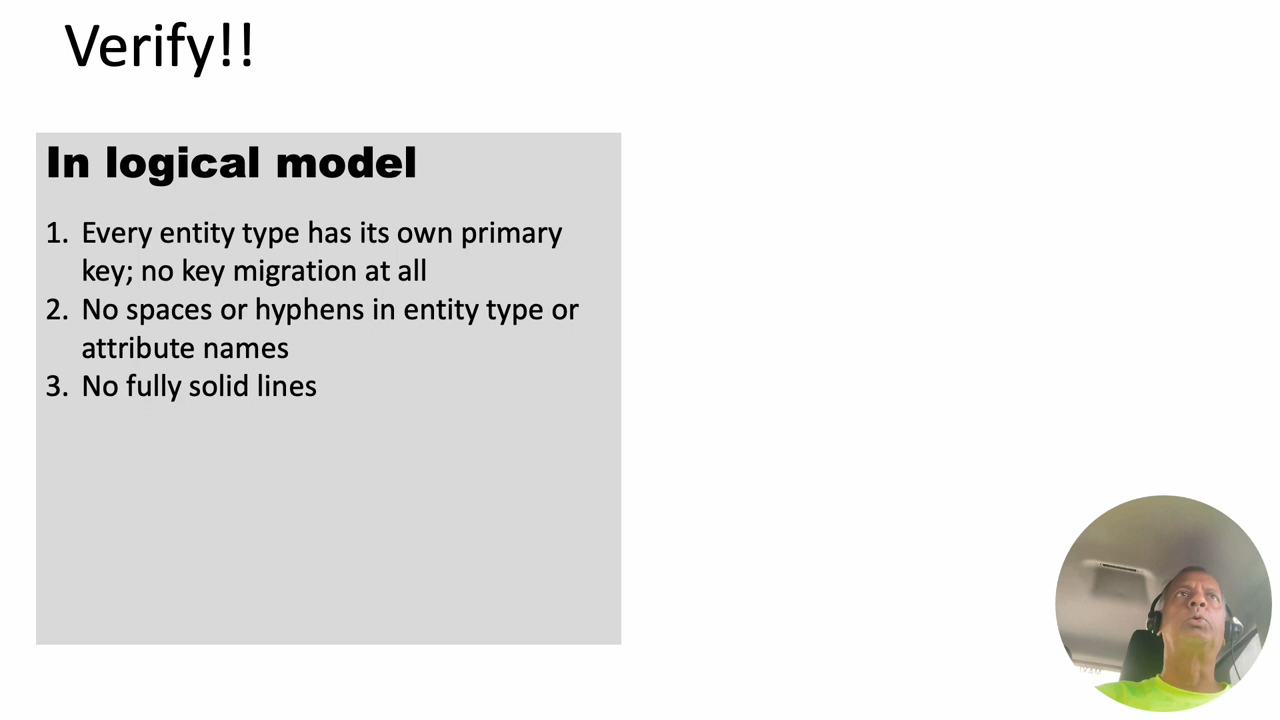 Verify!!
In logical model
1. Every entity type has its own primary
key; no key migration at all
2. No spaces or hyphens in entity type or
attribute names
3. No fully solid lines